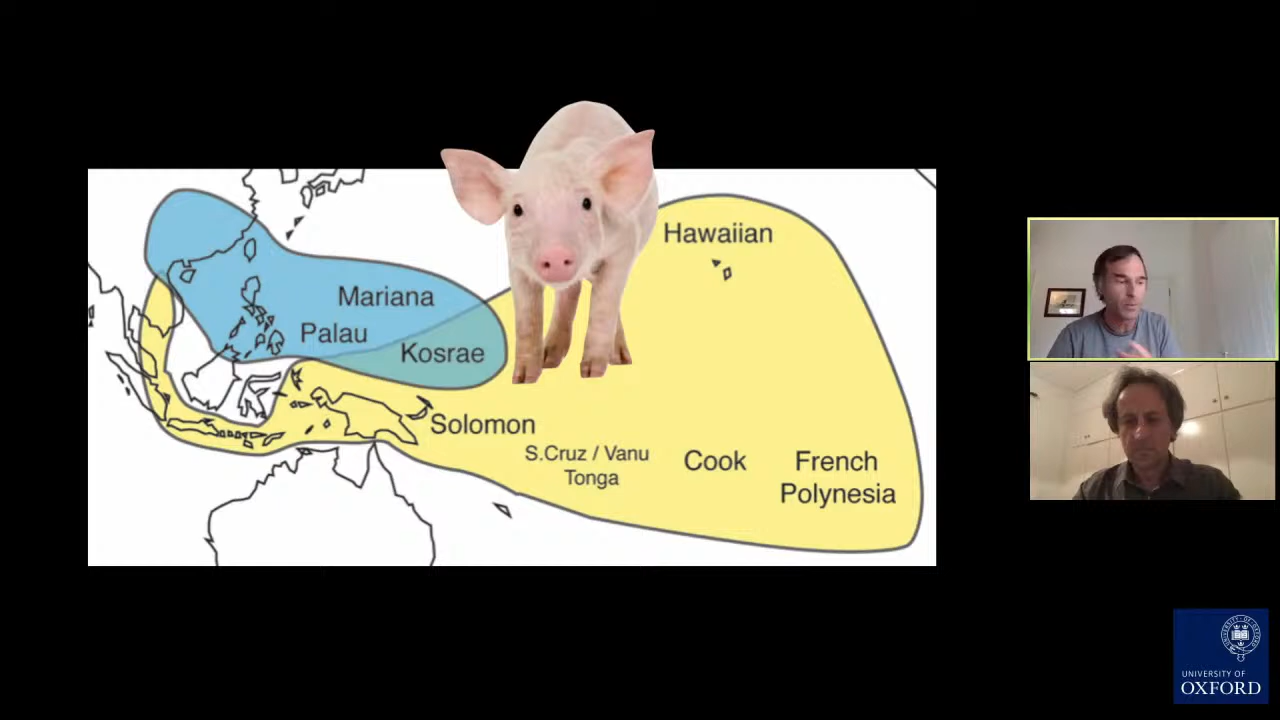 Hawaiian
Mariana
Palau
Kosrae
Solomon
S.Cruz / Vanu
Tonga
Cook
French
Polynesia
UNIVERSITY OF
OXFORD